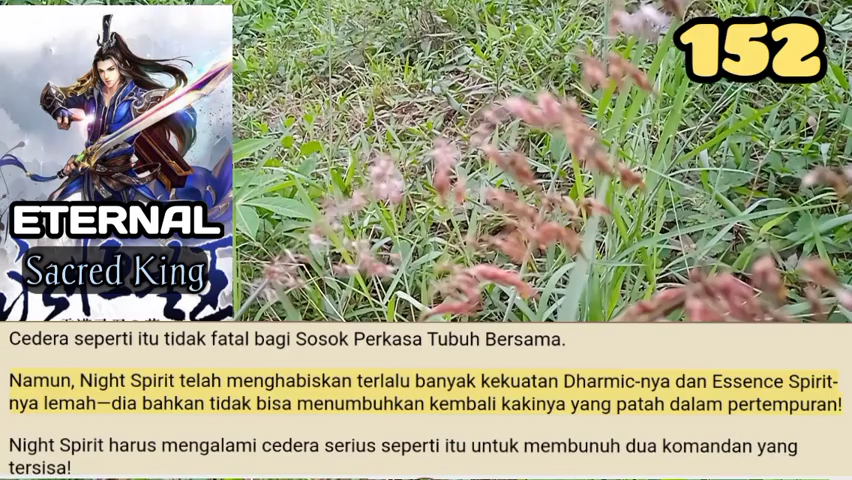 152
ETERNAL
Sacred King
Cedera seperti itu tidak fatal bagi Sosok Perkasa Tubuh Bersama.
Namun, Night Spirit telah menghabiskan terlalu banyak kekuatan Dharmic-nya dan Essence Spirit-
nya lemah—dia bahkan tidak bisa menumbuhkan kembali kakinya yang patah dalam pertempuran!
Night Spirit harus mengalami cedera serius seperti itu untuk membunuh dua komandan yang
tersisa!